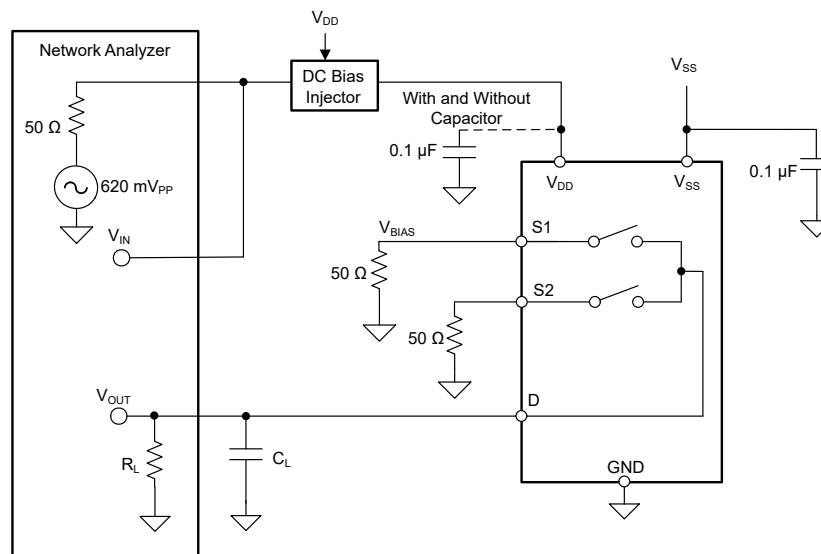 Network Analyzer
50 Ω
620 mVPP
VIN
VDD
DC Bias
Injector
With and Without
Capacitor
0.1 µF
VSS
0.1 µF
VDD
VSS
VBIAS
S1
50 Ω
S2
50 Ω
VOUT
D
RL
CL
GND